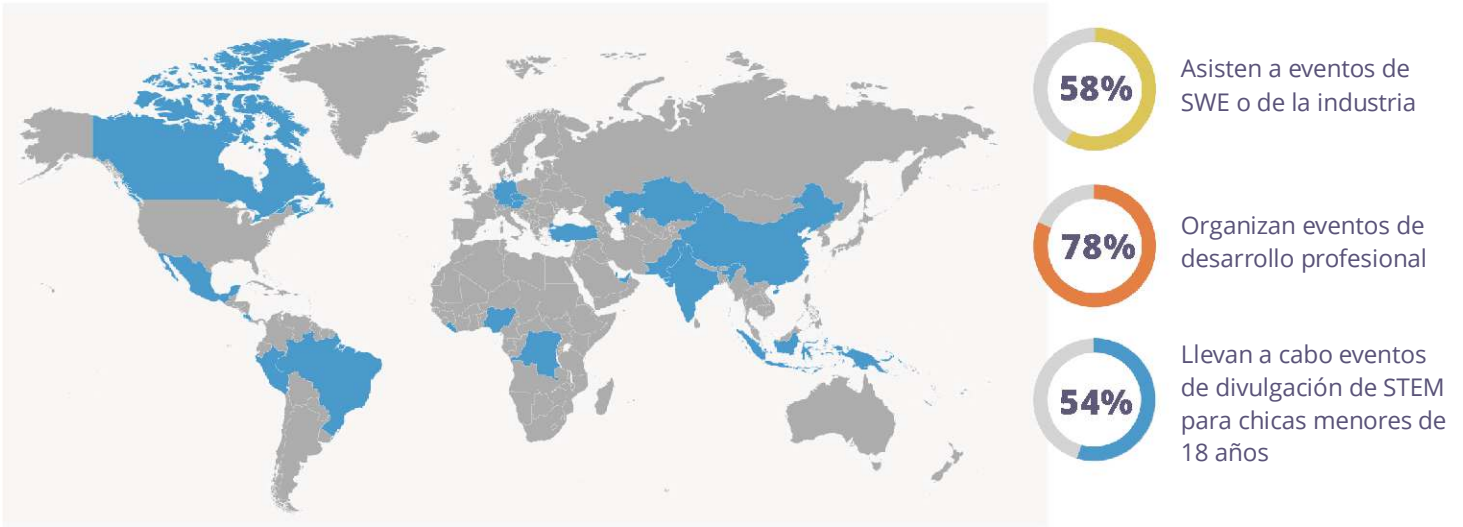 58%
Asisten a eventos de
SWE o de la industria
78%
Organizan eventos de
desarrollo profesional
54%
Llevan a cabo eventos
de divulgación de STEM
para chicas menores de
18 años